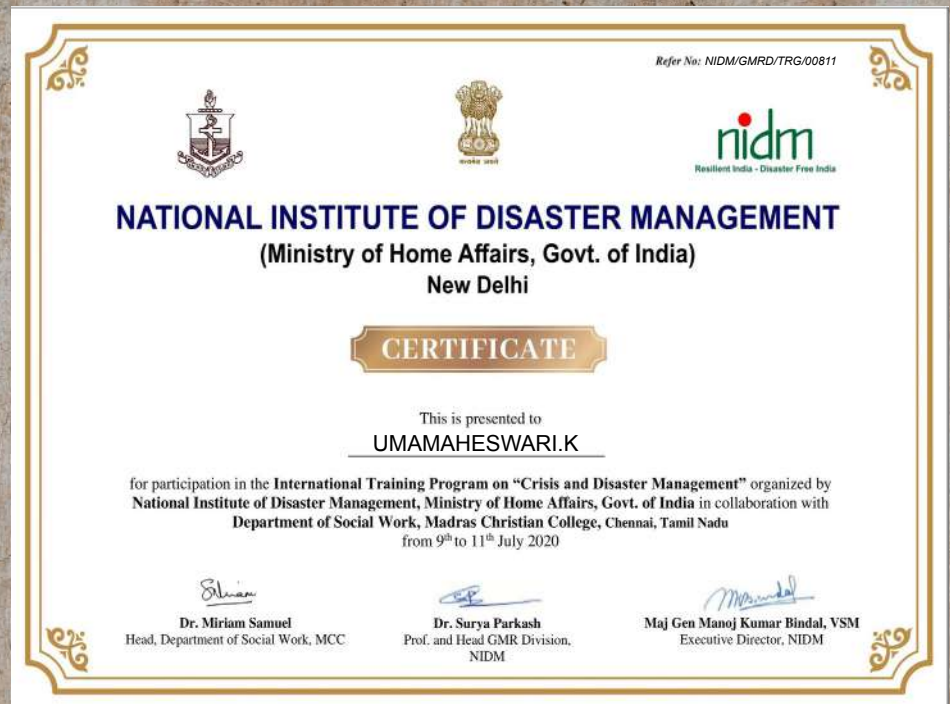 Refer No: NIDM/GMRD/TRG/00811
सत्यमेव जयते
nidm
Resilient India - Disaster Free India
NATIONAL INSTITUTE OF DISASTER MANAGEMENT
(Ministry of Home Affairs, Govt. of India)
New Delhi
CERTIFICATE
This is presented to
UMAMAHESWARI.K
for participation in the International Training Program on “Crisis and Disaster Management” organized by
National Institute of Disaster Management, Ministry of Home Affairs, Govt. of India in collaboration with
Department of Social Work, Madras Christian College, Chennai, Tamil Nadu
from 9th to 11th July 2020
Dr. Miriam Samuel
Head, Department of Social Work, MCC
Dr. Surya Parkash
Prof. and Head GMR Division,
NIDM
Maj Gen Manoj Kumar Bindal, VSM
Executive Director, NIDM